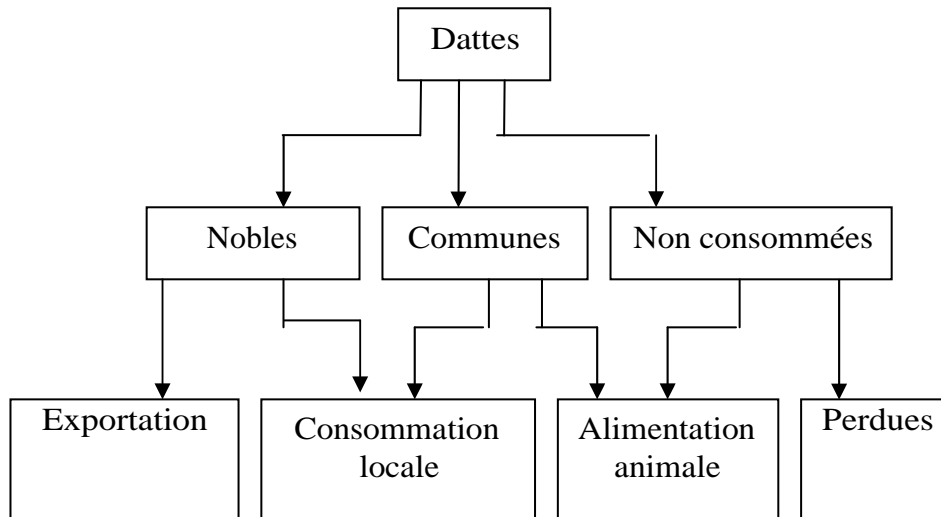 Dattes
Nobles
Communes
Non consommées
Exportation
Consommation
locale
Alimentation
animale
Perdues